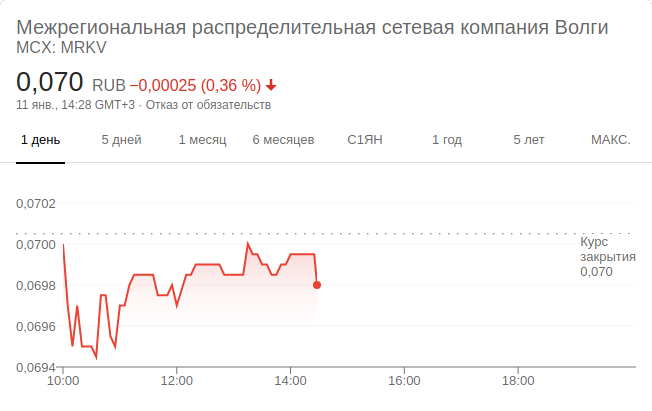 Межрегиональная распределительная сетевая компания Волги
MCX: MRKV
0,070 RUB −0,00025 (0,36 %)
11 янв., 14:28 GMT+3 · Отказ от обязательств
1 день 5 дней 1 месяц 6 месяцев С1ЯН 1 год 5 лет МАКС.
0,0702
0,0700
0,0698
0,0696
0,0694
Курс
закрытия
0,070
10:00 12:00 14:00 16:00 18:00